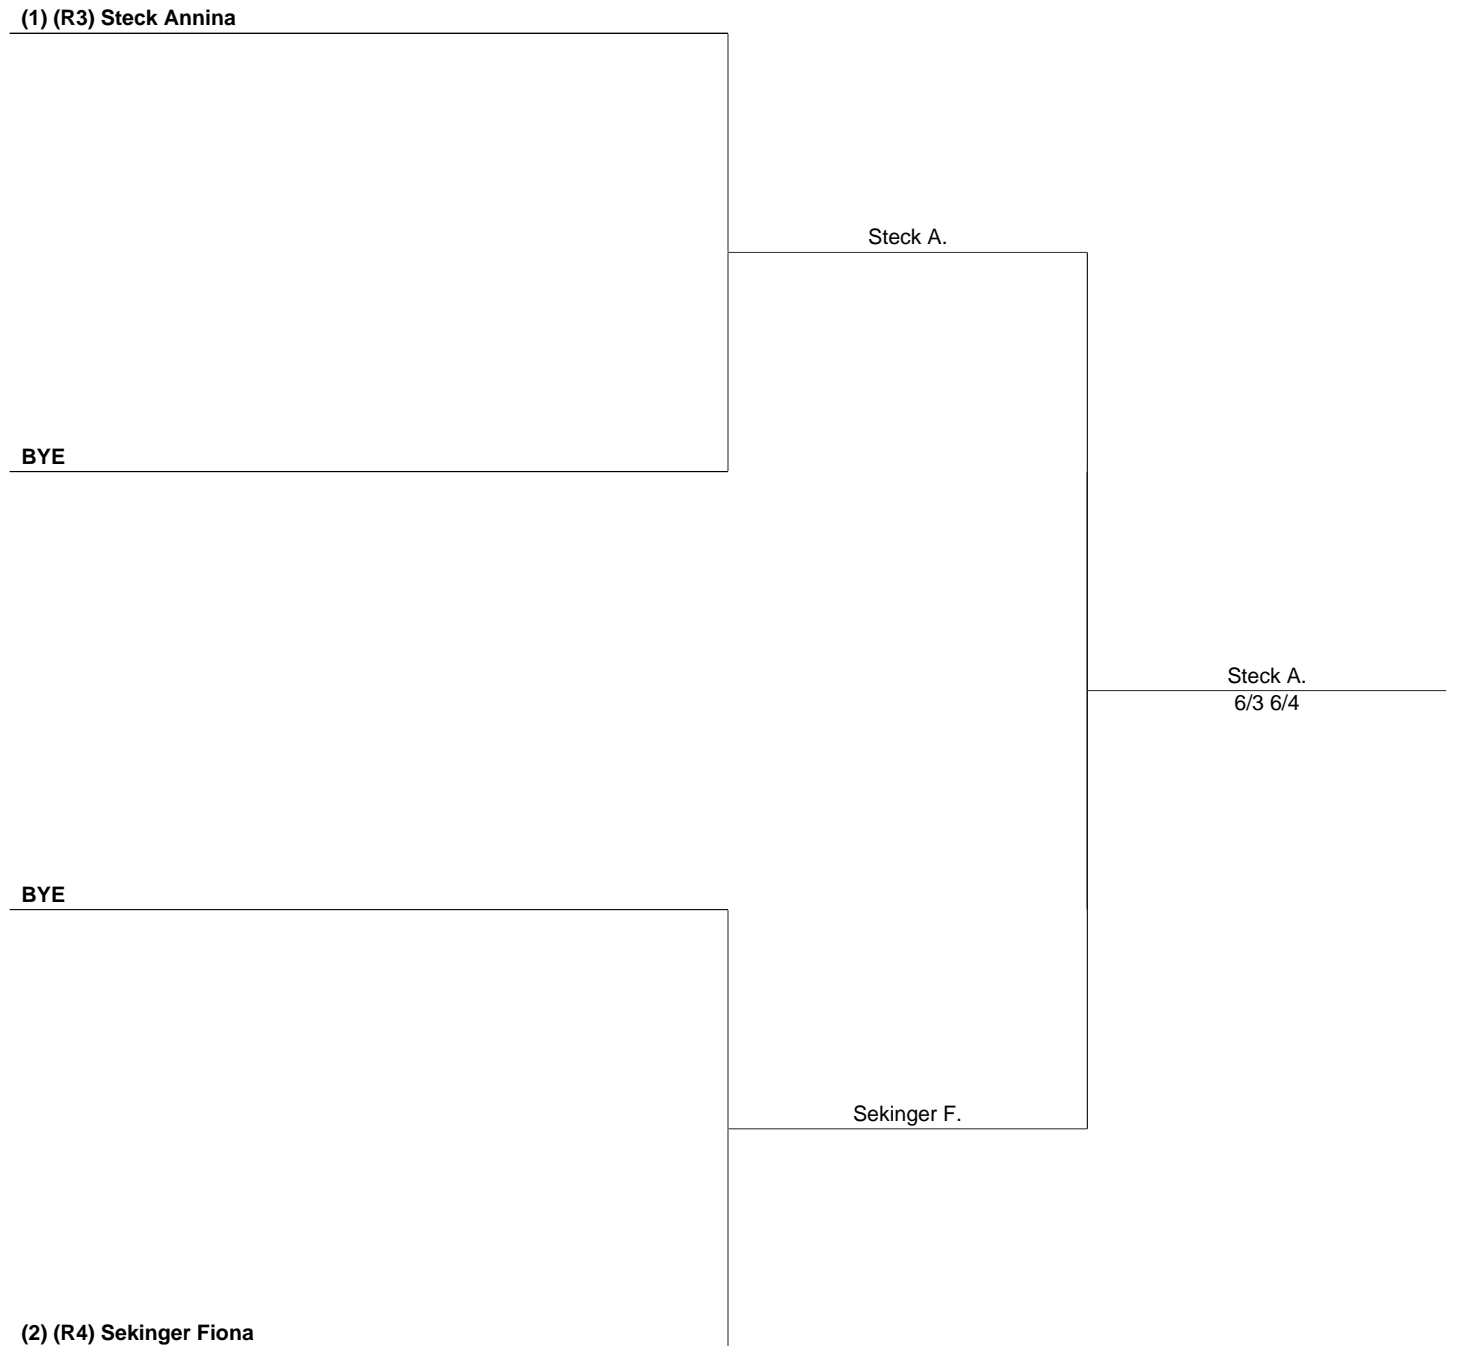 (1) (R3) Steck Annina
Steck A.
BYE
Steck A.
6/3 6/4
BYE
Sekinger F.
(2) (R4) Sekinger Fiona